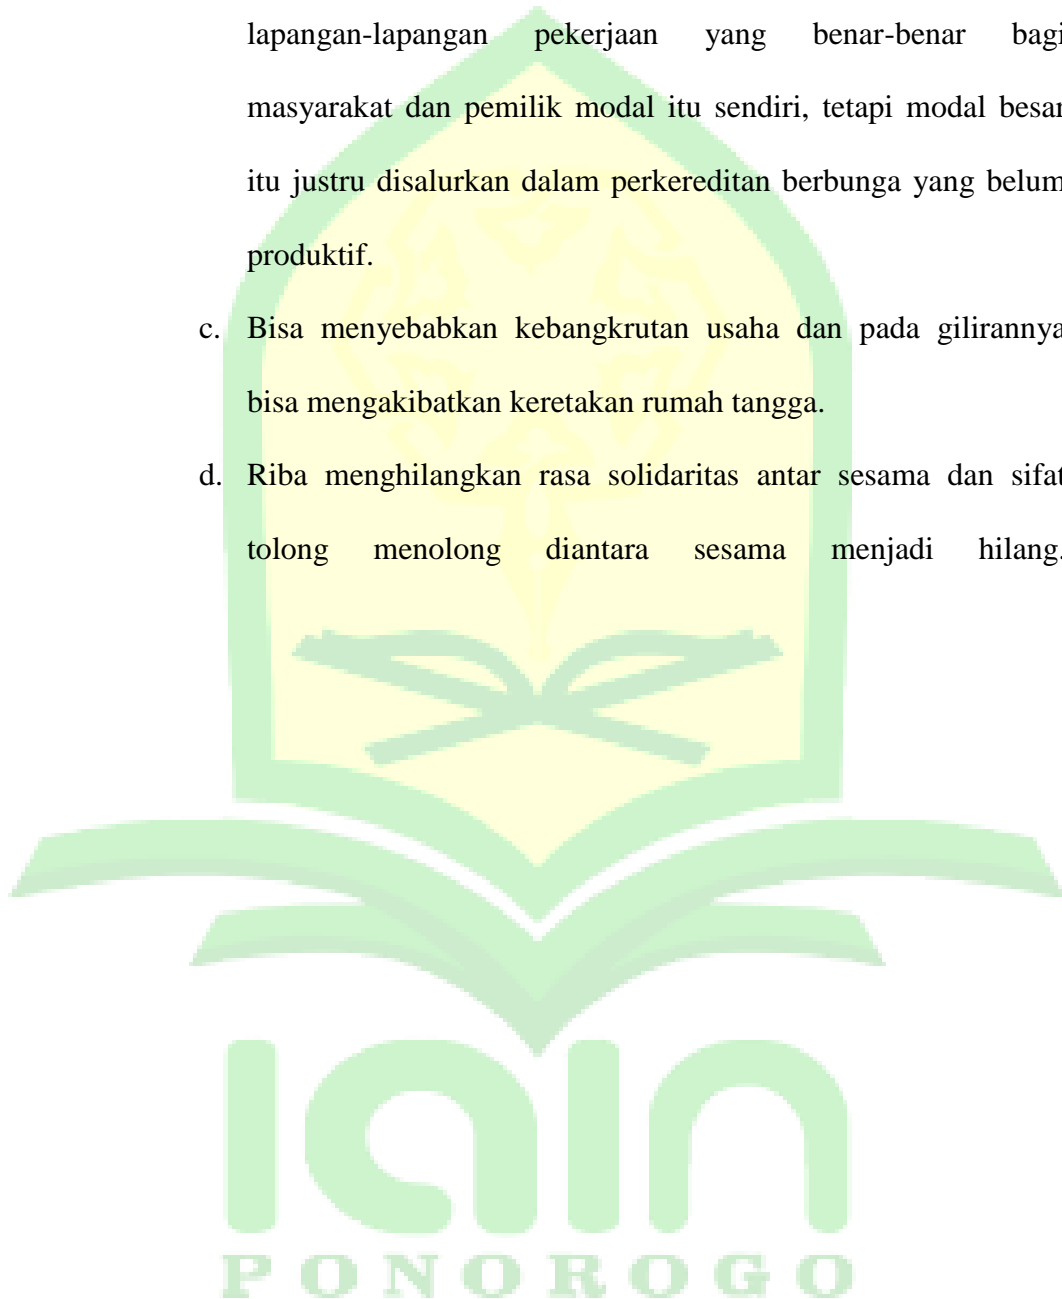 lapangan-lapangan pekerjaan yang benar-benar bagi
masyarakat dan pemilik modal itu sendiri, tetapi modal besar
itu justru disalurkan dalam perkereditan berbunga yang belum
produktif.
c. Bisa menyebabkan kebangkrutan usaha dan pada gilirannya
bisa mengakibatkan keretakan rumah tangga.
d. Riba menghilangkan rasa solidaritas antar sesama dan sifat
tolong menolong diantara sesama menjadi hilang.
IAIN
PONOROGO